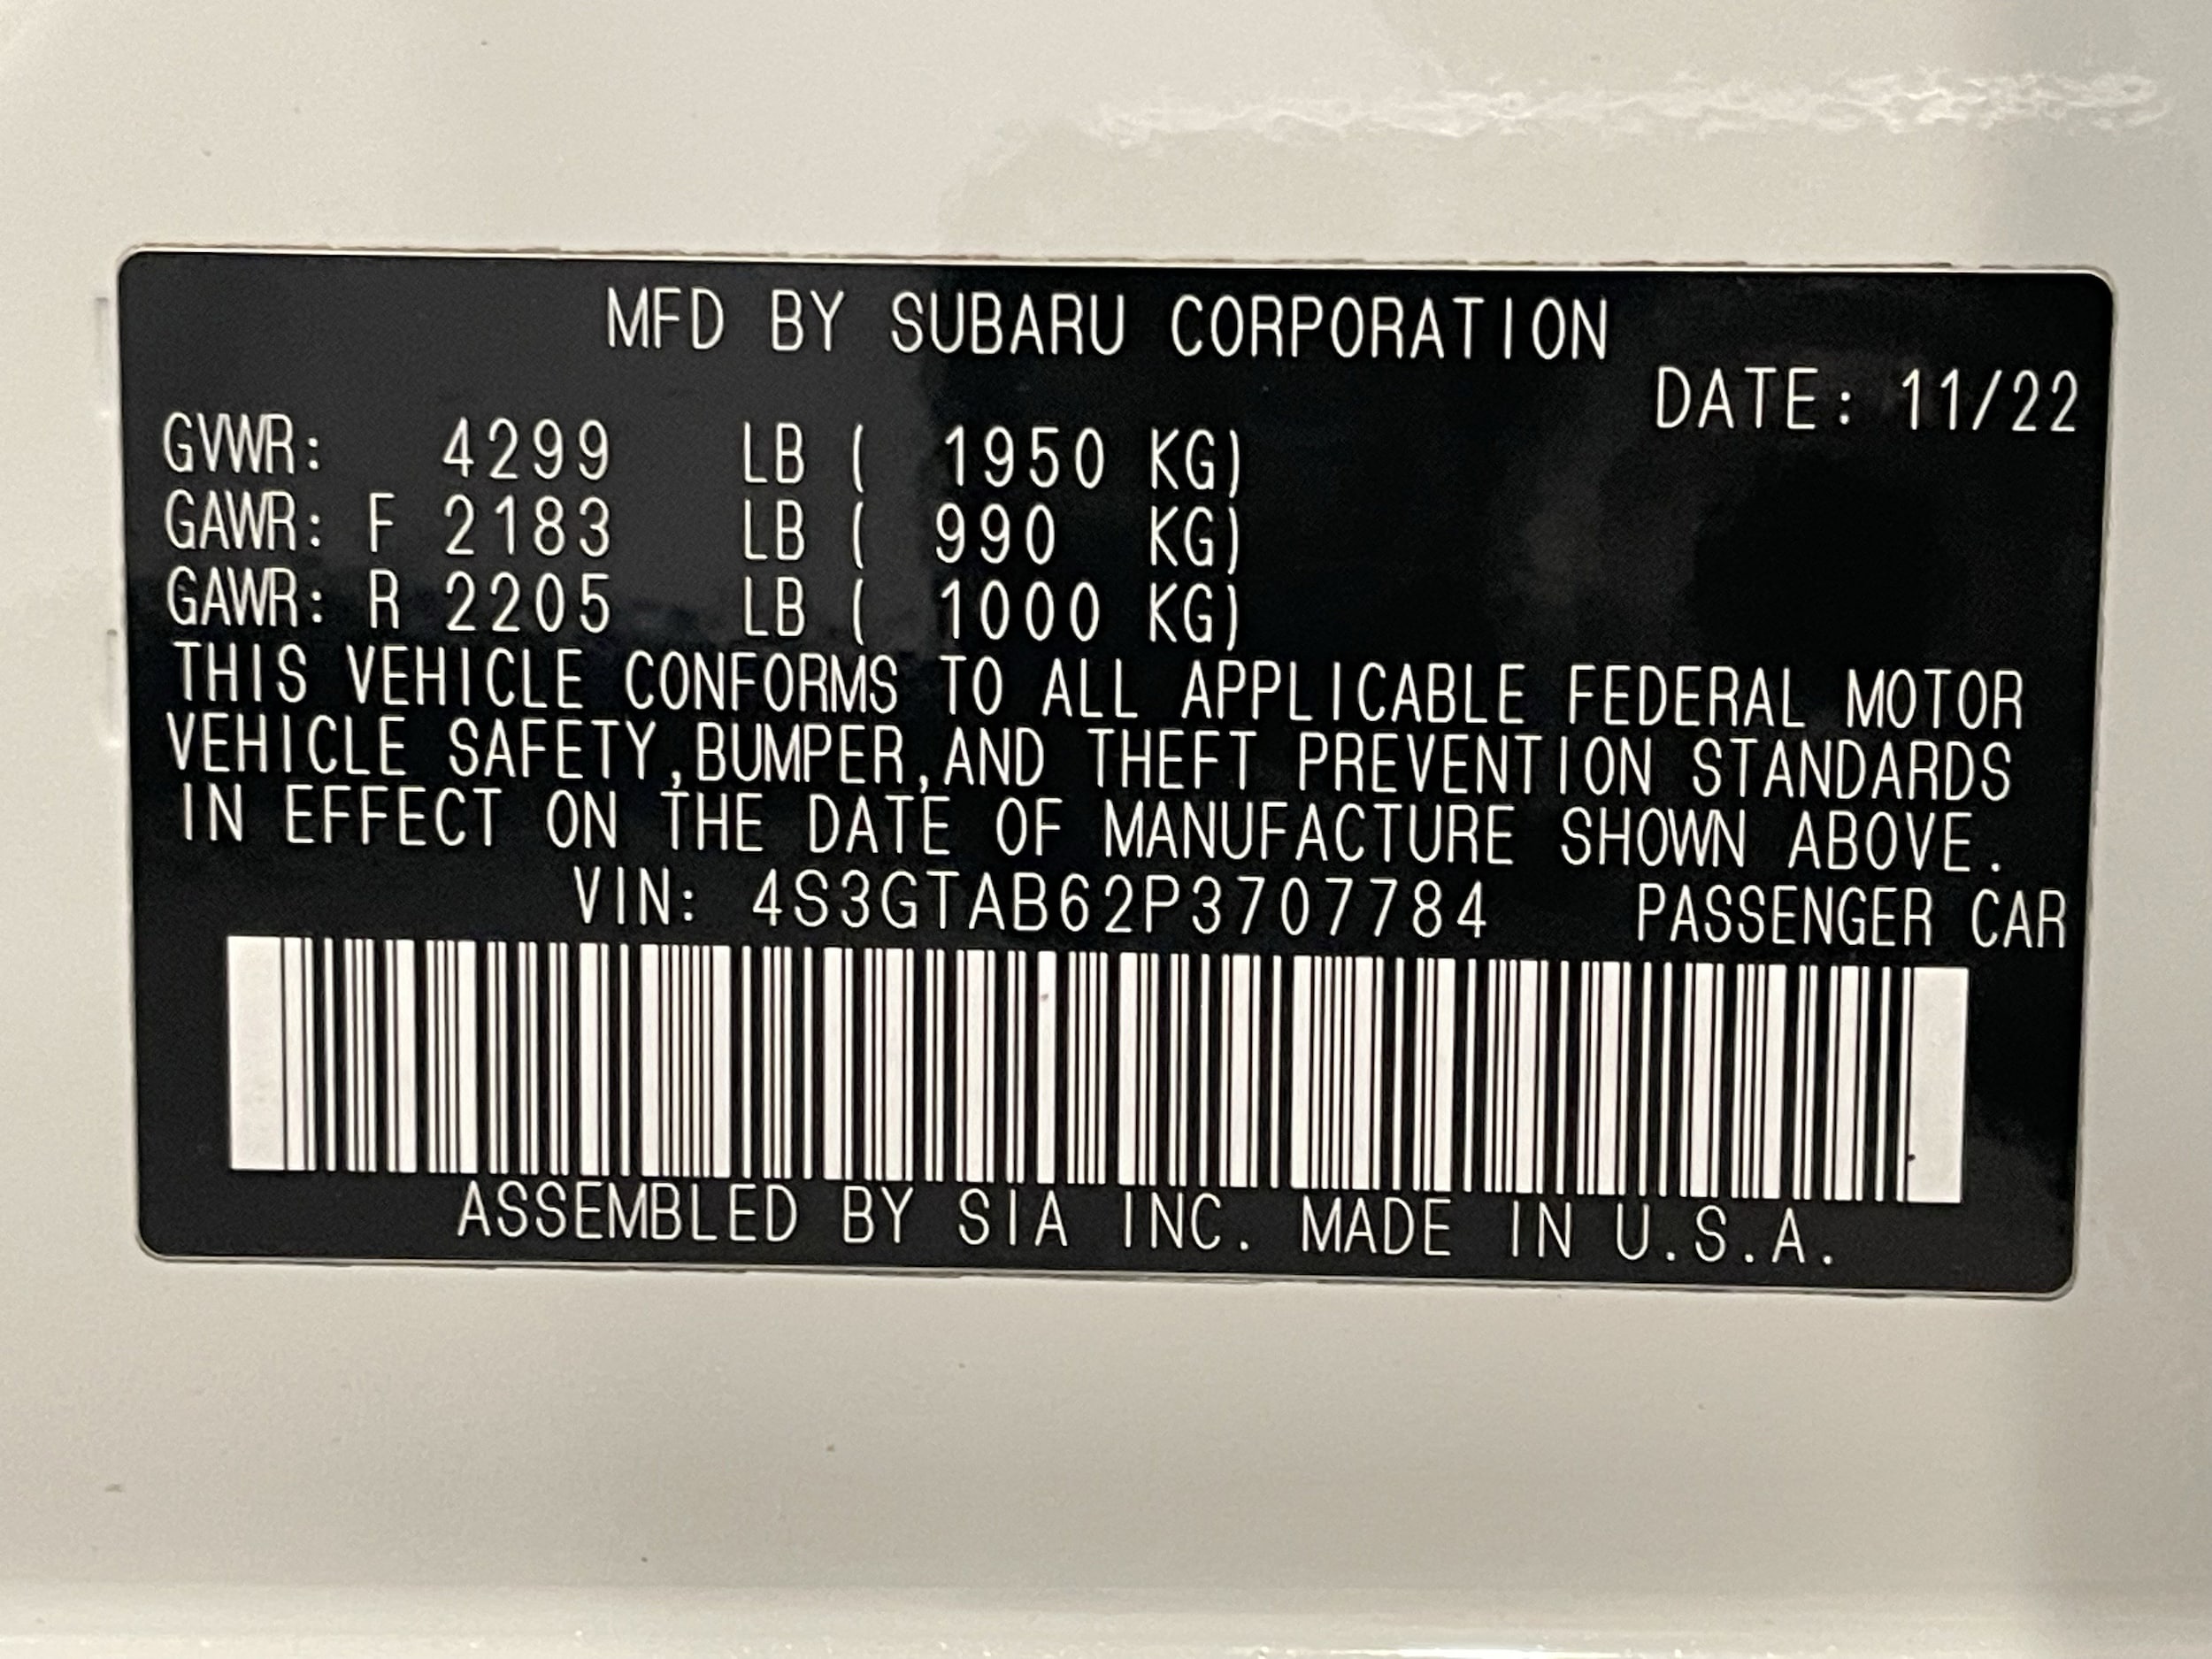 MFD BY SUBARU CORPORATION
DATE: 11/22
GVWR: 4299 LB ( 1950 KG)
GAWR: F 2183 LB ( 990 KG)
GAWR: R 2205 LB ( 1000 KG)
THIS VEHICLE CONFORMS TO ALL APPLICABLE FEDERAL MOTOR
VEHICLE SAFETY,BUMPER,AND THEFT PREVENTION STANDARDS
IN EFFECT ON THE DATE OF MANUFACTURE SHOWN ABOVE.
VIN: 4S3GTAB62P3707784 PASSENGER CAR
ASSEMBLED BY SIA INC. MADE IN U.S.A.